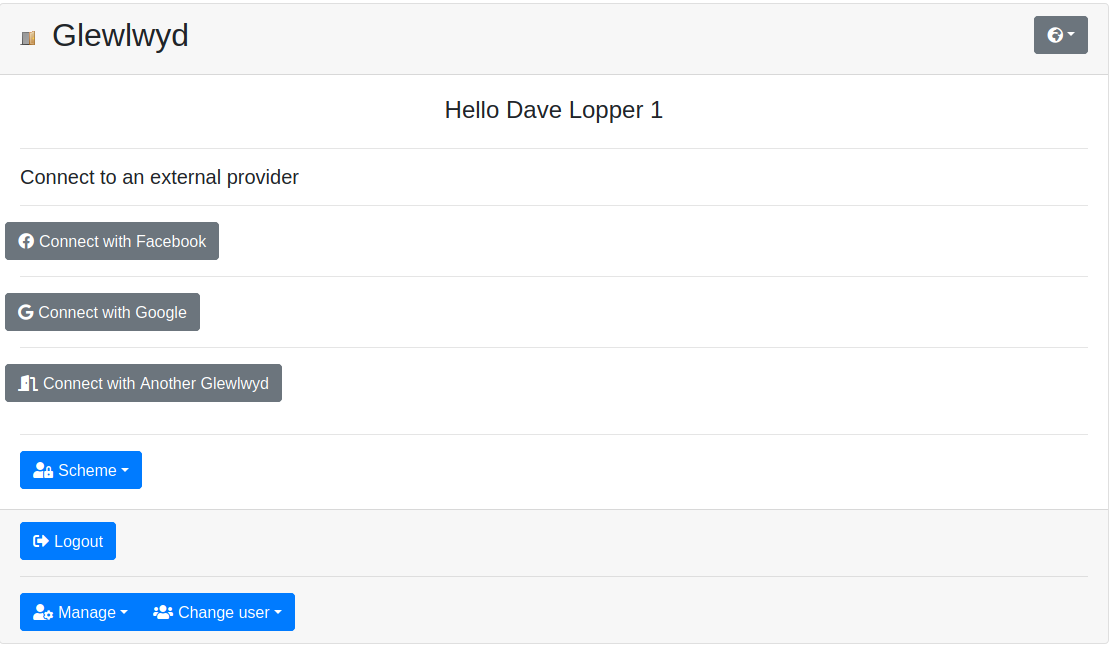 Glewlwyd
Hello Dave Lopper 1
Connect to an external provider
Connect with Facebook
Connect with Google
Connect with Another Glewlwyd
Scheme
Logout
Manage Change user